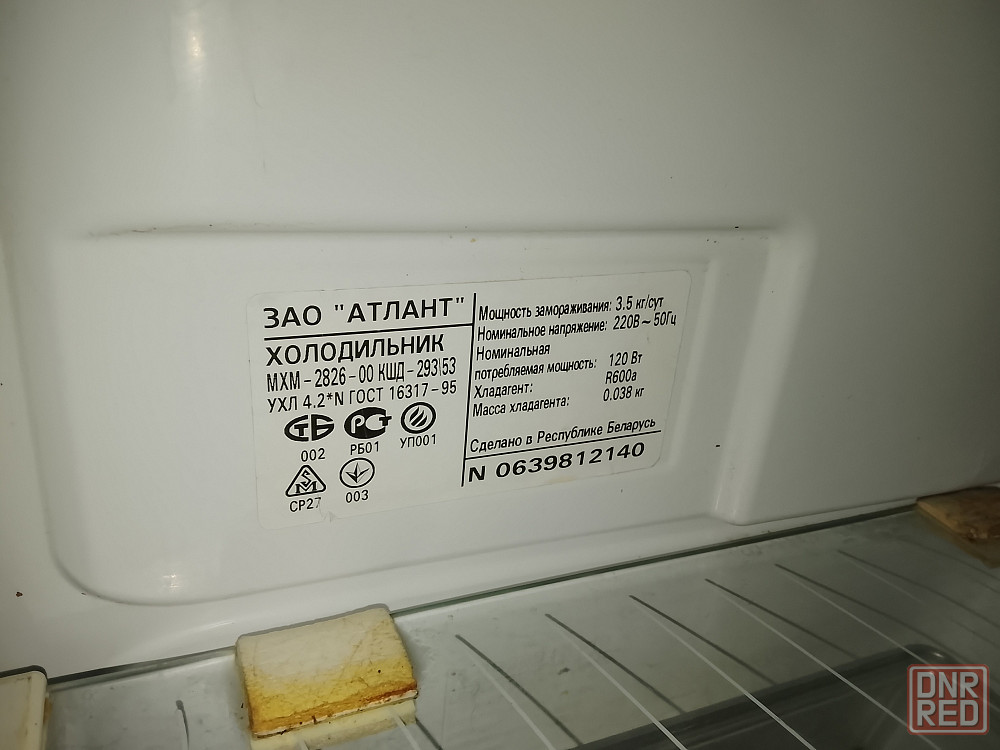 ЗАО "АТЛАНТ"
ХОЛОДИЛЬНИК
МХМ-2826-00 КШД-293|53
УХЛ 4.2*N ГОСТ 16317-95
СТБ
РСТ
002
РБ01
УП001
СР27
003
Мощность замораживания: 3.5 кг/сут
Номинальное напряжение: 220В ~ 50Гц
Номинальная
потребляемая мощность: 120 Вт
Хладагент: R600a
Масса хладагента: 0.038 кг
Сделано в Республике Беларусь
N 0639812140
DNR
RED